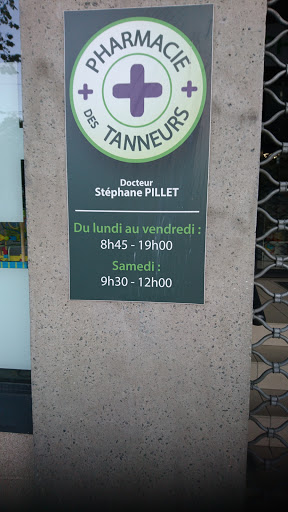 PHARMACIE
DES TANNEURS
Docteur
Stéphane PILLET
Du lundi au vendredi :
8h45 - 19h00
Samedi :
9h30 - 12h00